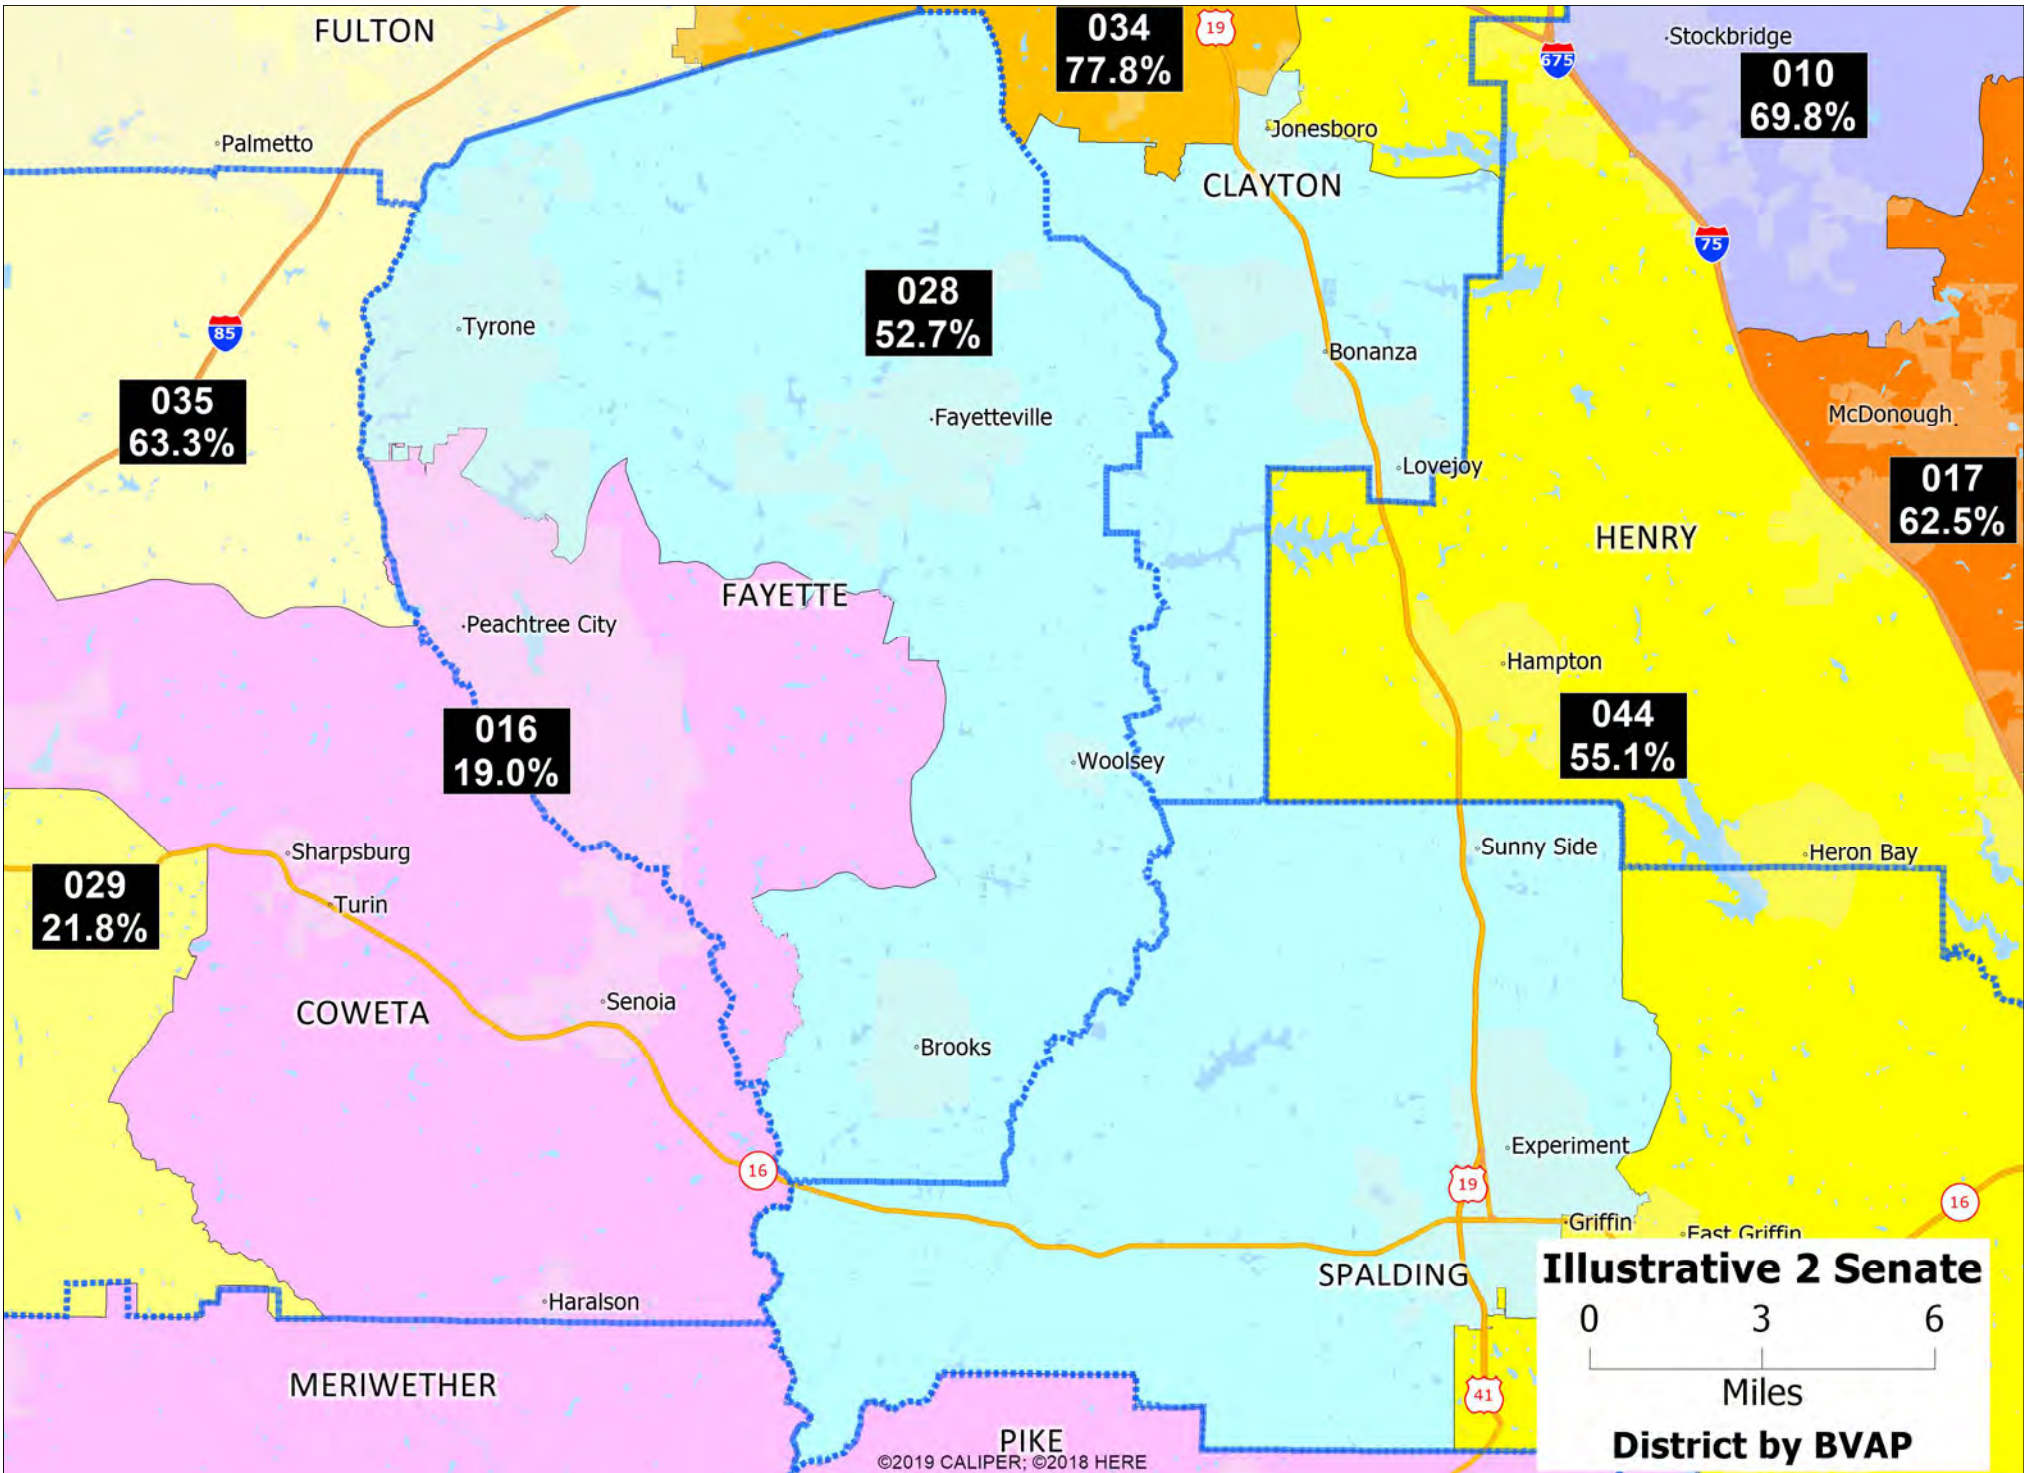 FULTON
034
77.8%
19
675
Stockbridge
010
69.8%
Palmetto
Jonesboro
CLAYTON
75
028
52.7%
Tyrone
85
Bonanza
035
63.3%
Fayetteville
McDonough
Lovejoy
017
62.5%
HENRY
FAYETTE
Peachtree City
Hampton
016
19.0%
044
55.1%
Woolsey
Sharpsburg
Sunny Side
Heron Bay
029
21.8%
Turin
COWETA
Senoia
Brooks
Experiment
16
19
16
Griffin
East Griffin
SPALDING
Haralson
MERIWETHER
41
PIKE
©2019 CALIPER; ©2018 HERE
Illustrative 2 Senate
0 3 6
Miles
District by BVAP